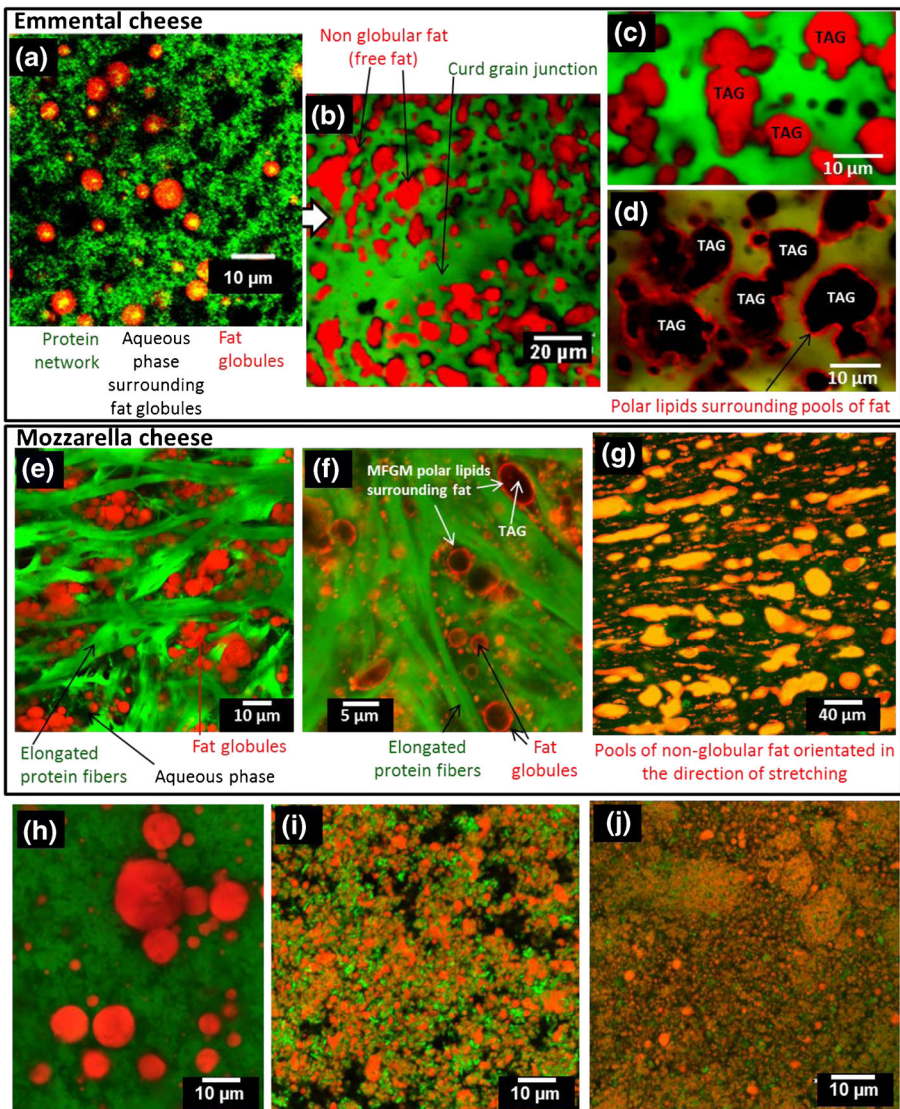 Emmental cheese
(a)
10 µm
Protein
network
Aqueous
phase
surrounding
fat globules
Fat
globules
Non globular fat
(free fat)
Curd grain junction
(b)
20 µm
(c)
TAG
TAG
TAG
10 µm
(d)
TAG
TAG
TAG
TAG
TAG
10 µm
Polar lipids surrounding pools of fat
Mozzarella cheese
(e)
10 µm
Elongated
protein fibers
Fat globules
Aqueous phase
(f)
MFGM polar lipids
surrounding fat
TAG
5 µm
Elongated
protein fibers
Fat
globules
(g)
40 µm
Pools of non-globular fat orientated in
the direction of stretching
(h)
10 µm
(i)
10 µm
(j)
10 µm